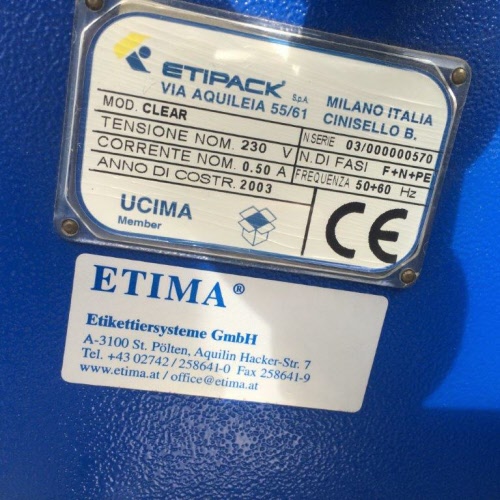 ETIPACK S.p.A.
VIA AQUILEIA 55/61
MILANO ITALIA
CINISELLO B.
MOD. CLEAR
N SERIE 03/000000570
TENSIONE NOM. 230 V
N. DI FASI F+N+PE
CORRENTE NOM. 0.50 A
FREQUENZA 50+60 Hz
ANNO DI COSTR. 2003
UCIMA
Member
CE
ETIMA ®
Etikettiersysteme GmbH
A-3100 St. Pölten, Aquilin Hacker-Str. 7
Tel. +43 02742 / 258641-0 Fax 258641-9
www.etima.at / office@etima.at